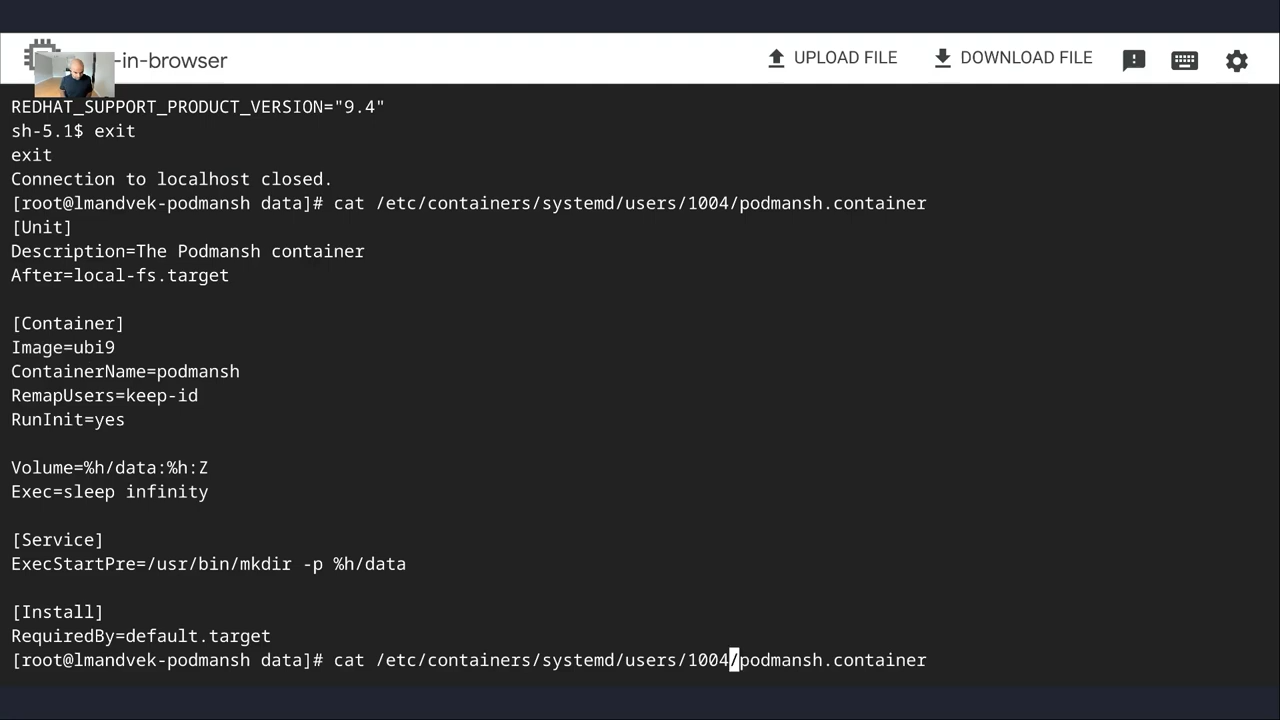 -in-browser
UPLOAD FILE
DOWNLOAD FILE
REDHAT_SUPPORT_PRODUCT_VERSION="9.4"
sh-5.1$ exit
exit
Connection to localhost closed.
[root@lmandvek-podmansh data]# cat /etc/containers/systemd/users/1004/podmansh.container
[Unit]
Description=The Podmansh container
After=local-fs.target
[Container]
Image=ubi9
ContainerName=podmansh
RemapUsers=keep-id
RunInit=yes
Volume=%h/data:%h:Z
Exec=sleep infinity
[Service]
ExecStartPre=/usr/bin/mkdir -p %h/data
[Install]
RequiredBy=default.target
[root@lmandvek-podmansh data]# cat /etc/containers/systemd/users/1004/podmansh.container